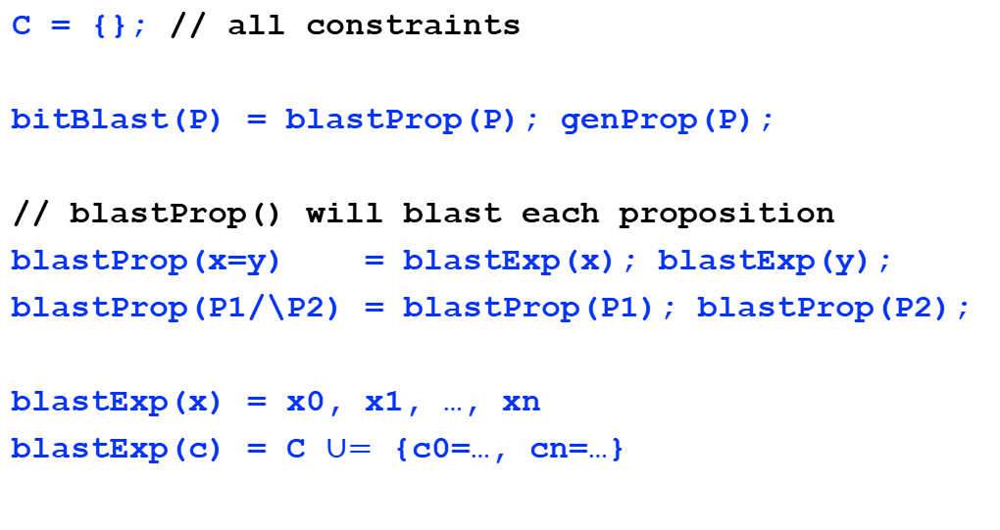 C = {}; // all constraints
bitBlast(P) = blastProp(P); genProp(P);
// blastProp() will blast each proposition
blastProp(x=y)    = blastExp(x); blastExp(y);
blastProp(P1/\P2) = blastProp(P1); blastProp(P2);
blastExp(x) = x0, x1, …, xn
blastExp(c) = C ∪= {c0=…, cn=…}